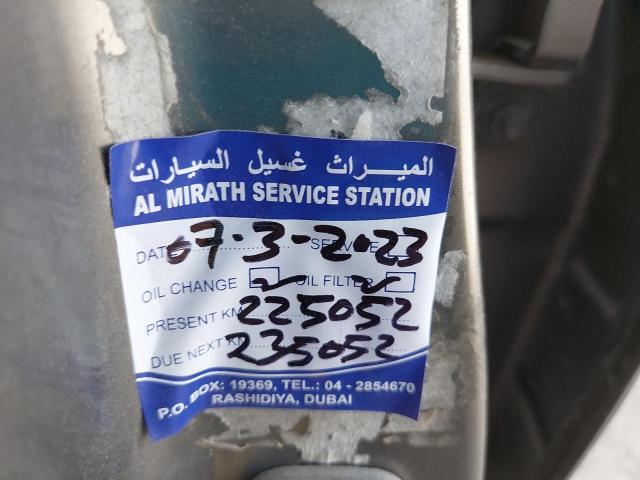 الميراث غسيل السيارات
AL MIRATH SERVICE STATION
DATE 07-3-2023 SERVICE
OIL CHANGE ✓ OIL FILTER ✓
PRESENT KM 225052
DUE NEXT KM 235052
P.O. BOX: 19369, TEL.: 04 - 2854670
RASHIDIYA, DUBAI